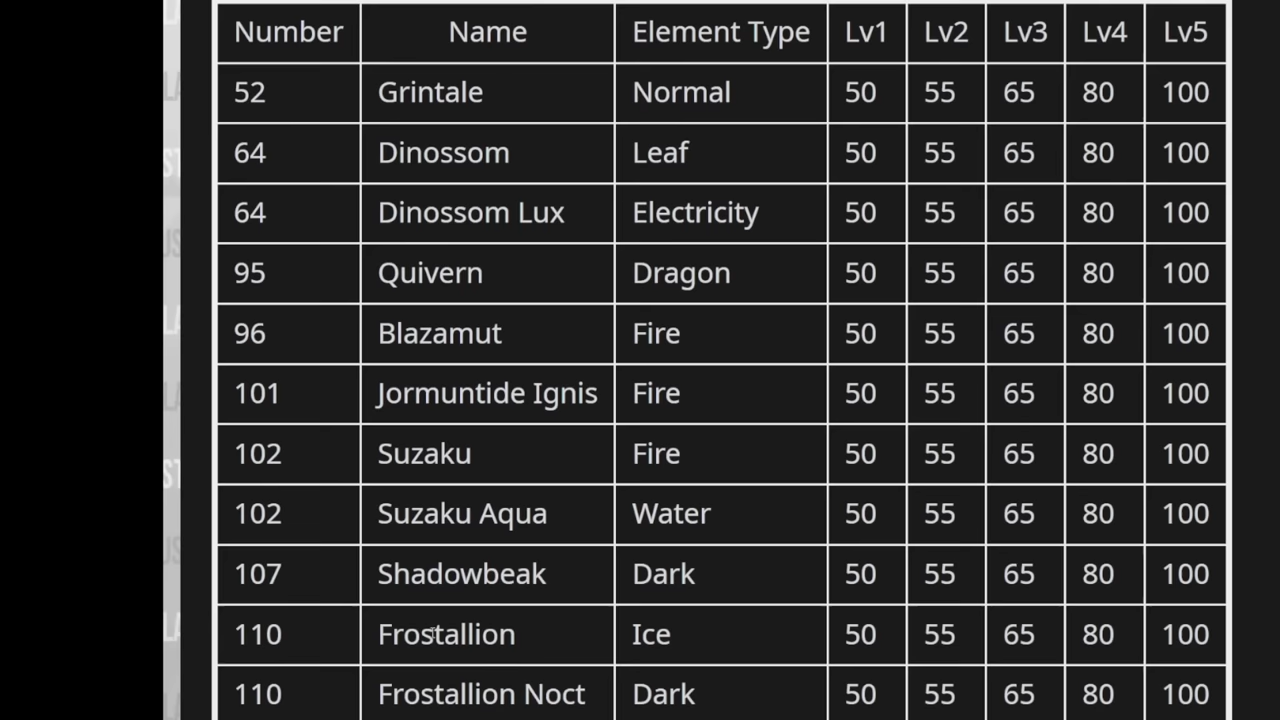 Number Name Element Type Lv1 Lv2 Lv3 Lv4 Lv5
52 Grintale Normal 50 55 65 80 100
64 Dinossom Leaf 50 55 65 80 100
64 Dinossom Lux Electricity 50 55 65 80 100
95 Quivern Dragon 50 55 65 80 100
96 Blazamut Fire 50 55 65 80 100
101 Jormuntide Ignis Fire 50 55 65 80 100
102 Suzaku Fire 50 55 65 80 100
102 Suzaku Aqua Water 50 55 65 80 100
107 Shadowbeak Dark 50 55 65 80 100
110 Frostallion Ice 50 55 65 80 100
110 Frostallion Noct Dark 50 55 65 80 100